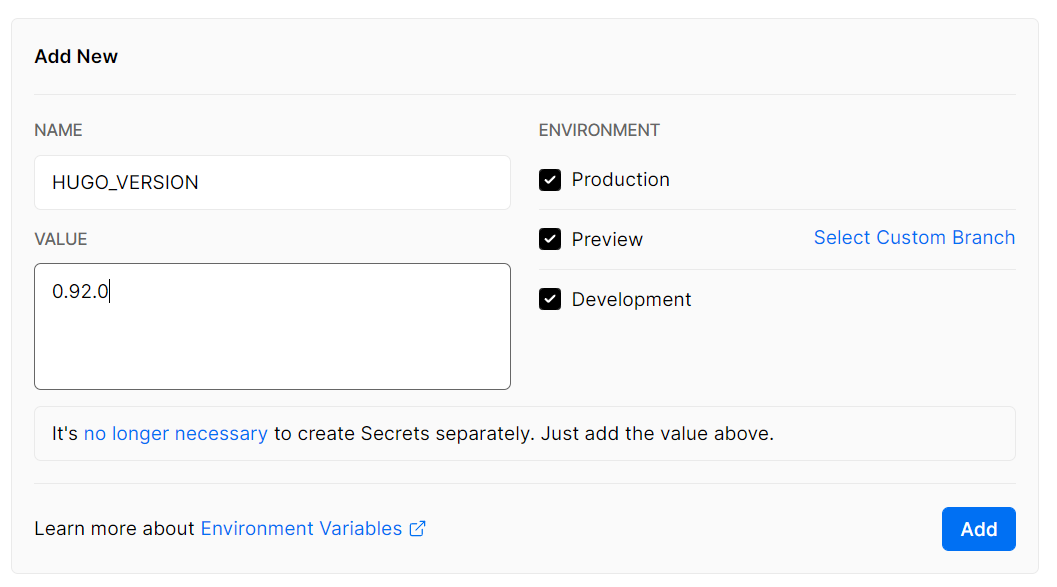 Add New
NAME
HUGO_VERSION
VALUE
0.92.0
ENVIRONMENT
Production
Preview
Select Custom Branch
Development
It's no longer necessary to create Secrets separately. Just add the value above.
Learn more about Environment Variables
Add